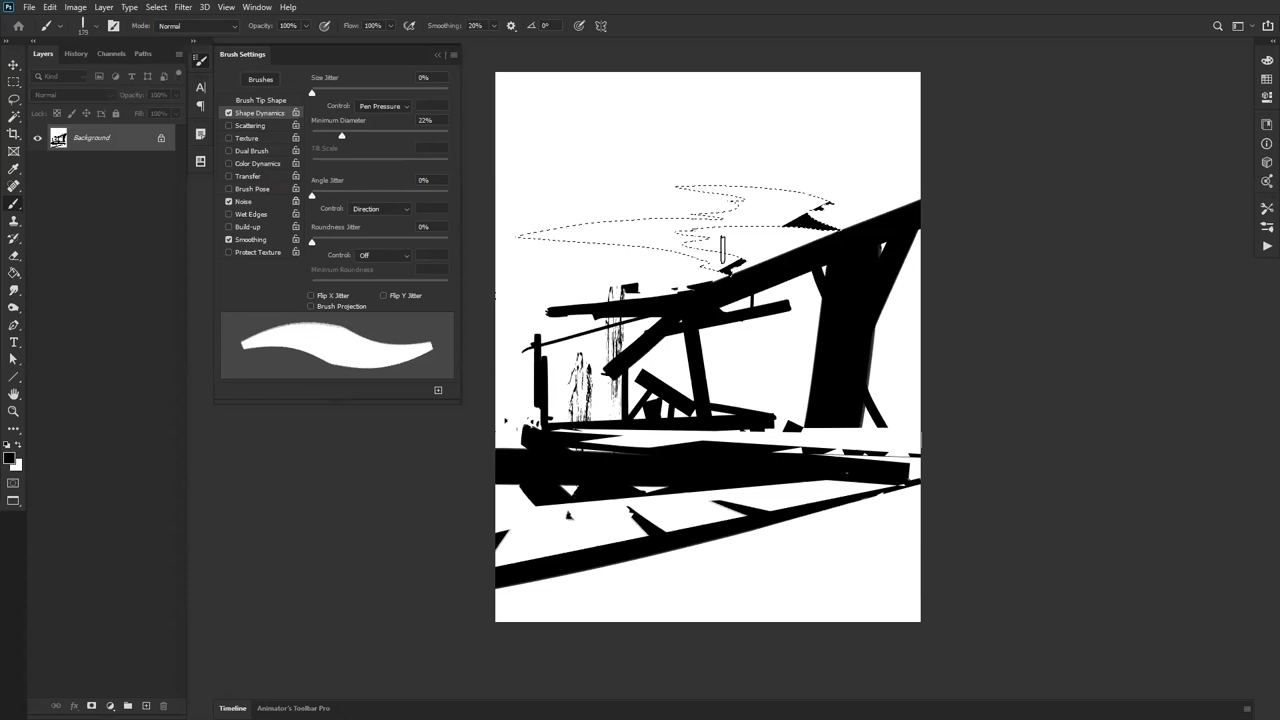 Ps File Edit Image Layer Type Select Filter 3D View Window Help
179 Mode: Normal Opacity: 100% Flow: 100% Smoothing: 20% 0°
Layers History Channels Paths
Kind
Normal Opacity: 100%
Lock: Fill: 100%
Background
Brush Settings
Brushes
Brush Tip Shape
Shape Dynamics
Scattering
Texture
Dual Brush
Color Dynamics
Transfer
Brush Pose
Noise
Wet Edges
Build-up
Smoothing
Protect Texture
Size Jitter 0%
Control: Pen Pressure
Minimum Diameter 22%
Tilt Scale
Angle Jitter 0%
Control: Direction
Roundness Jitter 0%
Control: Off
Minimum Roundness
Flip X Jitter Flip Y Jitter
Brush Projection
fx
Timeline Animator's Toolbar Pro